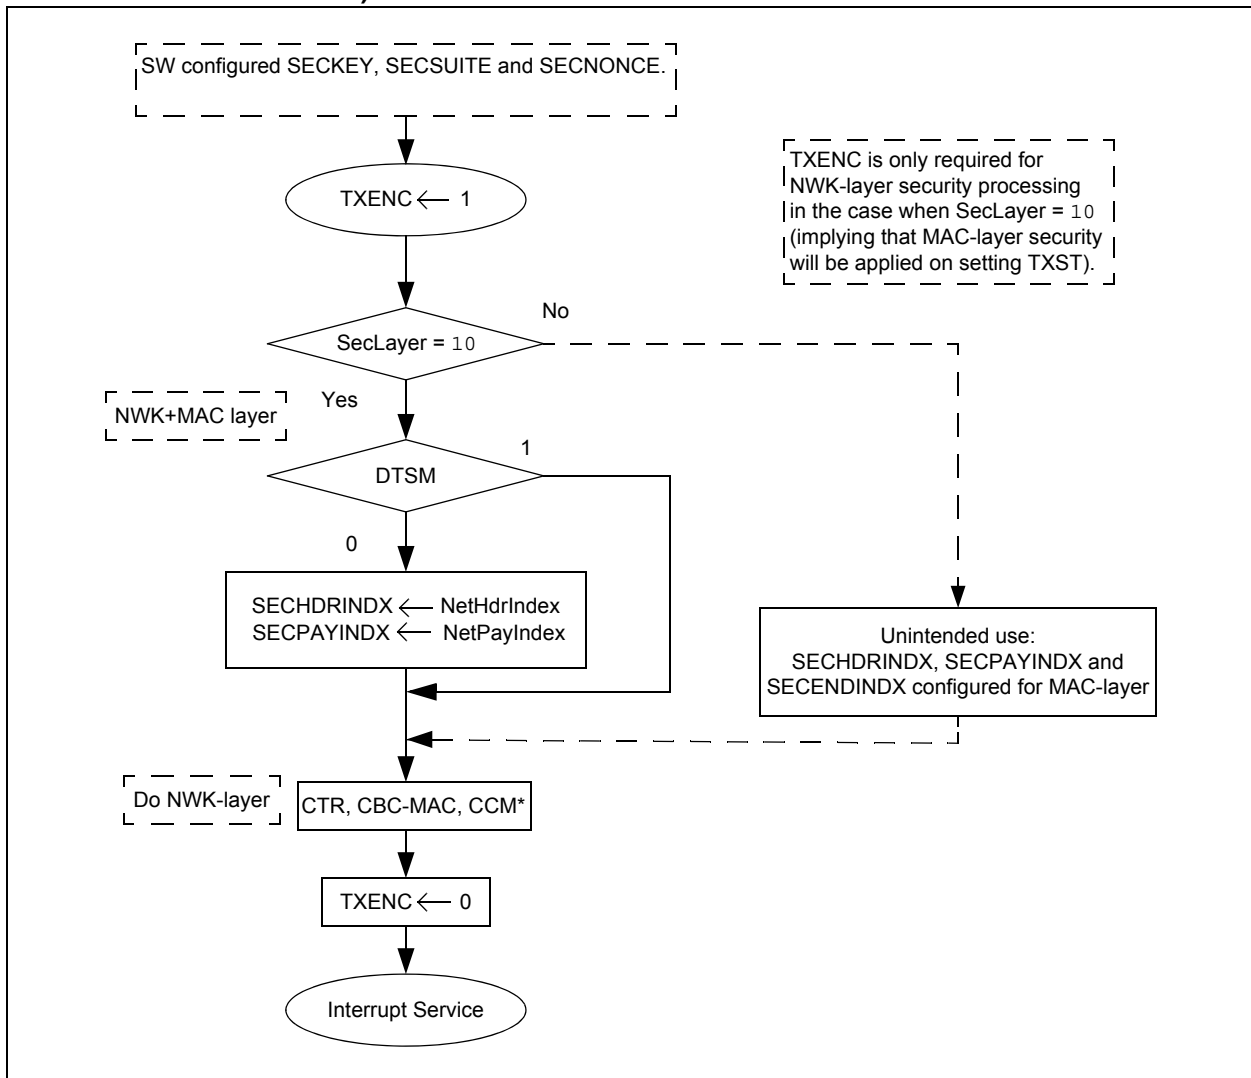 SW configured SECKEY, SECSUITE and SECNONCE.
TXENC ← 1
TXENC is only required for
NWK-layer security processing
in the case when SecLayer = 10
(implying that MAC-layer security
will be applied on setting TXST).
No
SecLayer = 10
Yes
NWK+MAC layer
1
DTSM
0
SECHDRINDX ← NetHdrIndex
SECPAYINDX ← NetPayIndex
Unintended use:
SECHDRINDX, SECPAYINDX and
SECENDINDX configured for MAC-layer
Do NWK-layer
CTR, CBC-MAC, CCM*
TXENC ← 0
Interrupt Service